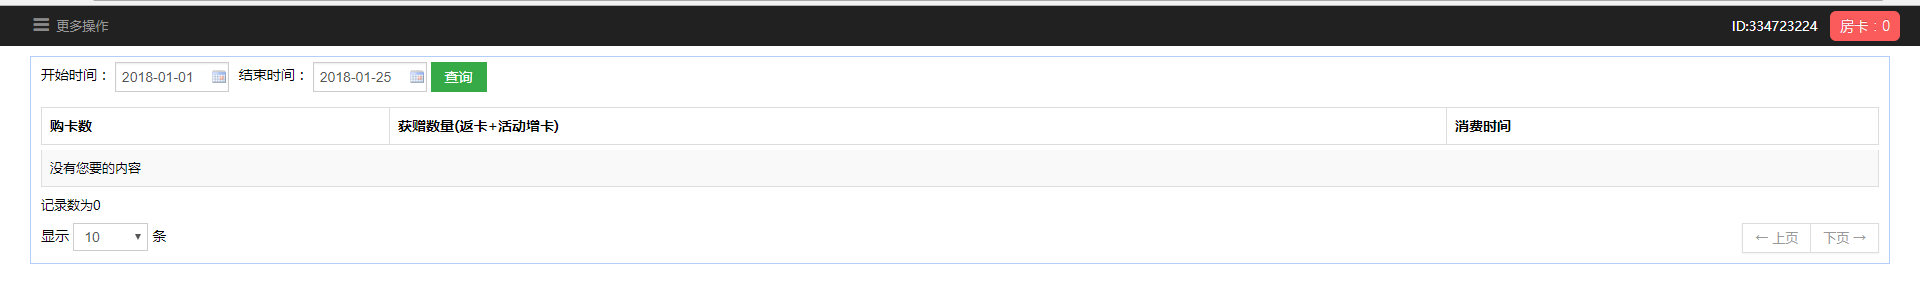 更多操作 ID:334723224 房卡：0
开始时间： 2018-01-01 结束时间： 2018-01-25 查询
购卡数 获赠数量(返卡+活动增卡) 消费时间
没有您要的内容
记录数为0
显示 10 条 ← 上页 下页 →